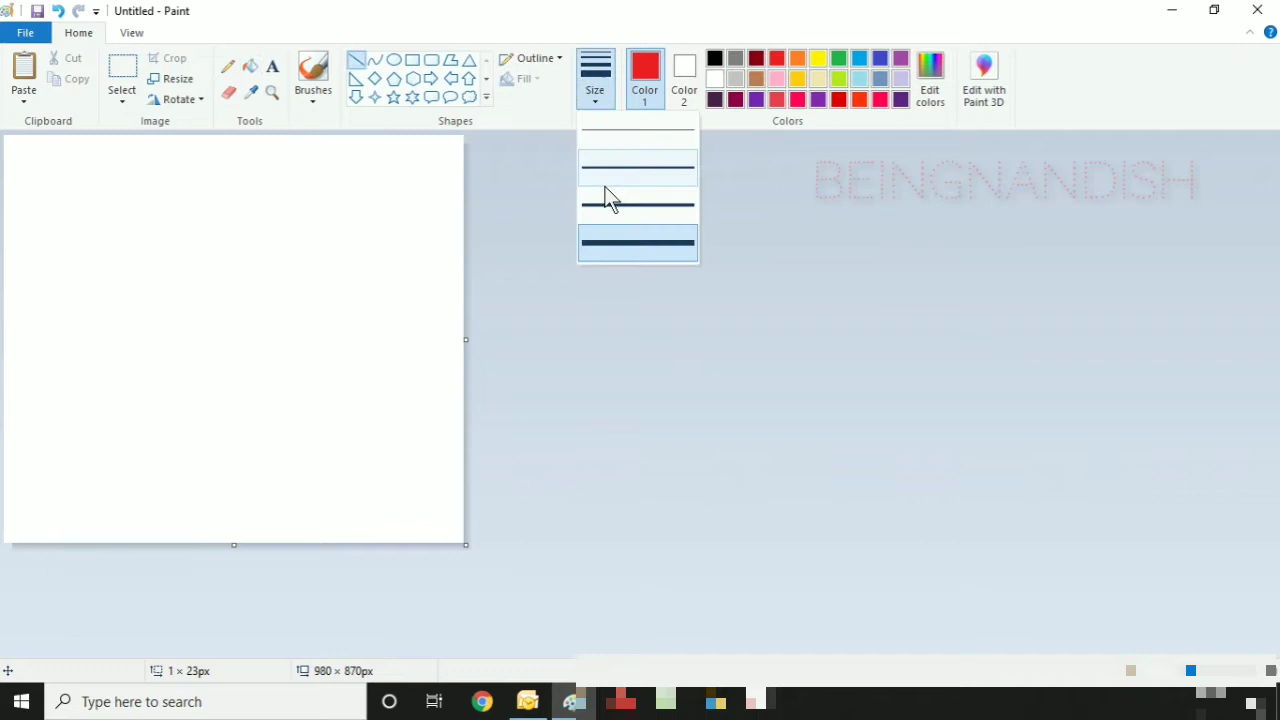 Untitled - Paint
File Home View
Paste
Cut
Copy
Clipboard
Select
Crop
Resize
Rotate
Image
A
Tools
Brushes
Shapes
Outline
Fill
Size
Color 1
Color 2
Colors
Edit colors
Edit with Paint 3D
BEINGNANDISH
1 × 23px
980 × 870px
Type here to search